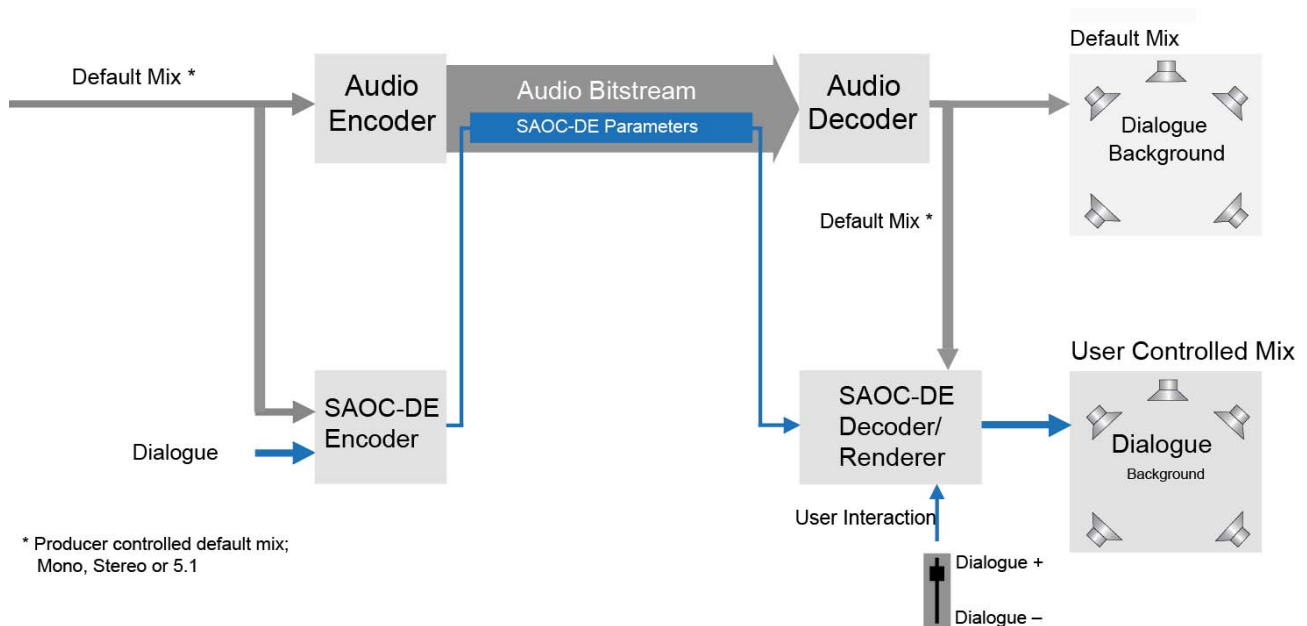 Default Mix *
Audio
Encoder
Audio Bitstream
SAOC-DE Parameters
Audio
Decoder
Default Mix
Dialogue
Background
Default Mix *
SAOC-DE
Encoder
Dialogue
SAOC-DE
Decoder/
Renderer
User Controlled Mix
Dialogue
Background
User Interaction
Dialogue +
Dialogue –
* Producer controlled default mix;
Mono, Stereo or 5.1